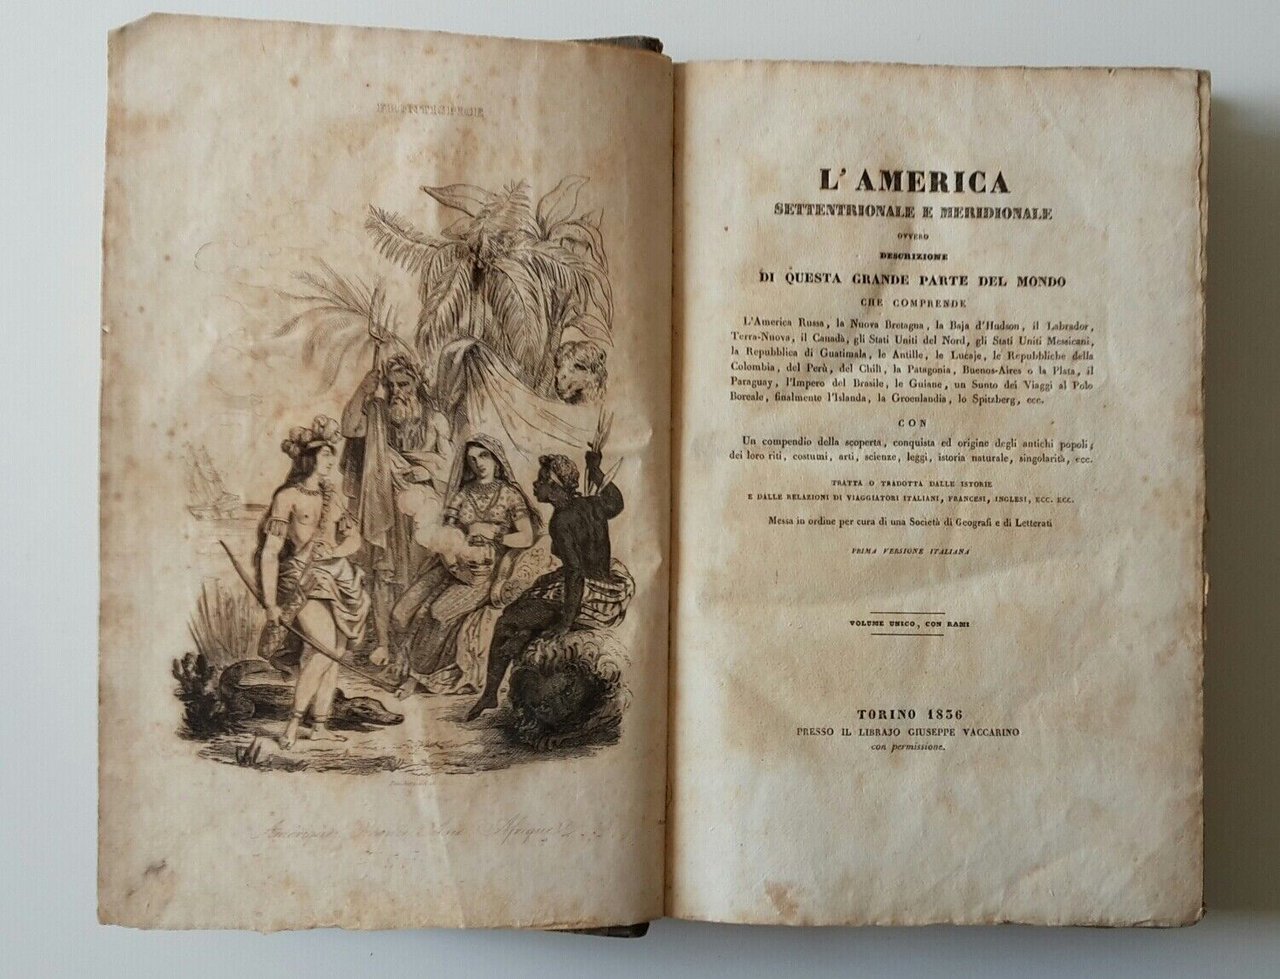 FRONTISPICE
L'AMERICA
SETTENTRIONALE E MERIDIONALE
OVVERO
DESCRIZIONE
DI QUESTA GRANDE PARTE DEL MONDO
CHE COMPRENDE
L'America Russa, la Nuova Bretagna, la Baja d'Hudson, il Labrador,
Terra-Nuova, il Canadà, gli Stati Uniti del Nord, gli Stati Uniti Messicani,
la Repubblica di Guatimala, le Antille, le Lucaje, le Repubbliche della
Colombia, del Perù, del Chilì, la Patagonia, Buenos-Aires o la Plata, il
Paraguay, l'Impero del Brasile, le Guiane, un Sunto dei Viaggi al Polo
Boreale, finalmente l'Islanda, la Groenlandia, lo Spitzberg, ecc.
CON
Un compendio della scoperta, conquista ed origine degli antichi popoli;
dei loro riti, costumi, arti, scienze, leggi, istoria naturale, singolarità, ecc.
TRATTA O TRADOTTA DALLE ISTORIE
E DALLE RELAZIONI DI VIAGGIATORI ITALIANI, FRANCESI, INGLESI, ECC. ECC.
Messa in ordine per cura di una Società di Geografi e di Letterati
PRIMA VERSIONE ITALIANA
VOLUME UNICO, CON RAMI
TORINO 1836
PRESSO IL LIBRAJO GIUSEPPE VACCARINO
con permissione.
Afrique